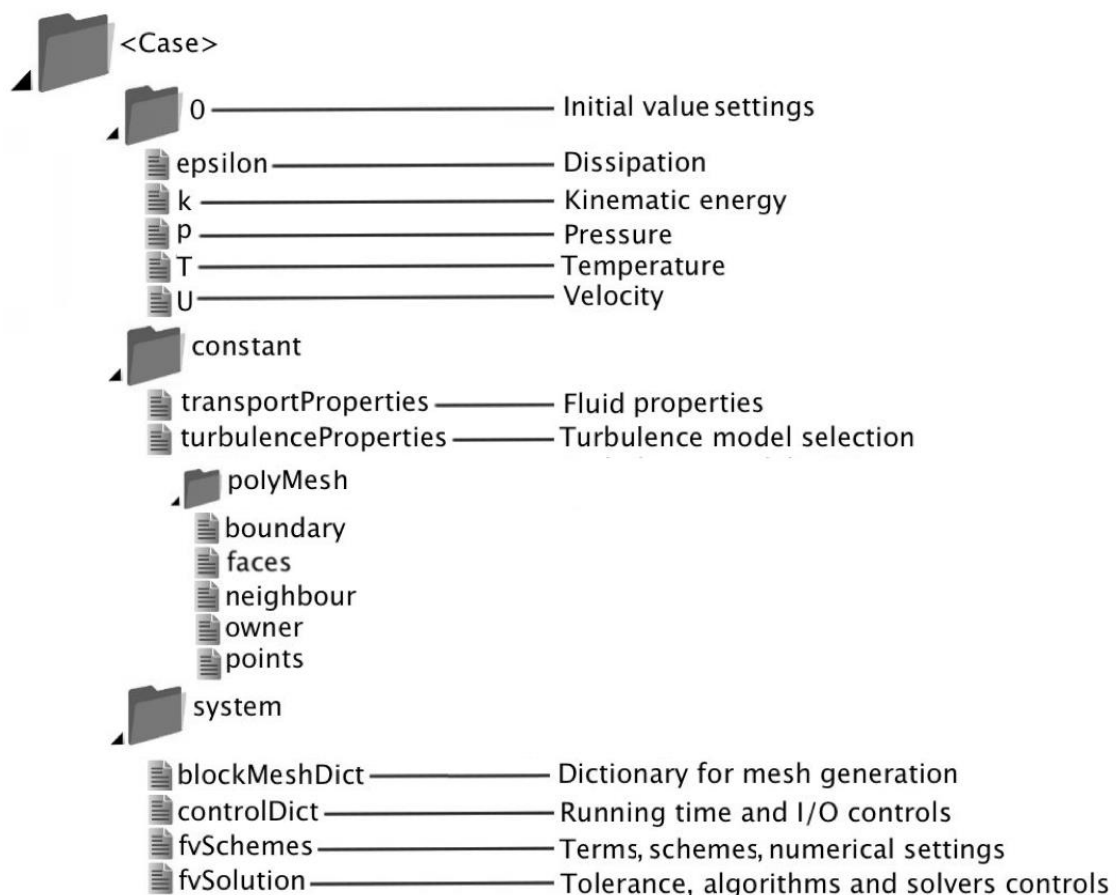 <Case>
0 Initial value settings
epsilon Dissipation
k Kinematic energy
p Pressure
T Temperature
U Velocity
constant
transportProperties Fluid properties
turbulenceProperties Turbulence model selection
polyMesh
boundary
faces
neighbour
owner
points
system
blockMeshDict Dictionary for mesh generation
controlDict Running time and I/O controls
fvSchemes Terms, schemes, numerical settings
fvSolution Tolerance, algorithms and solvers controls